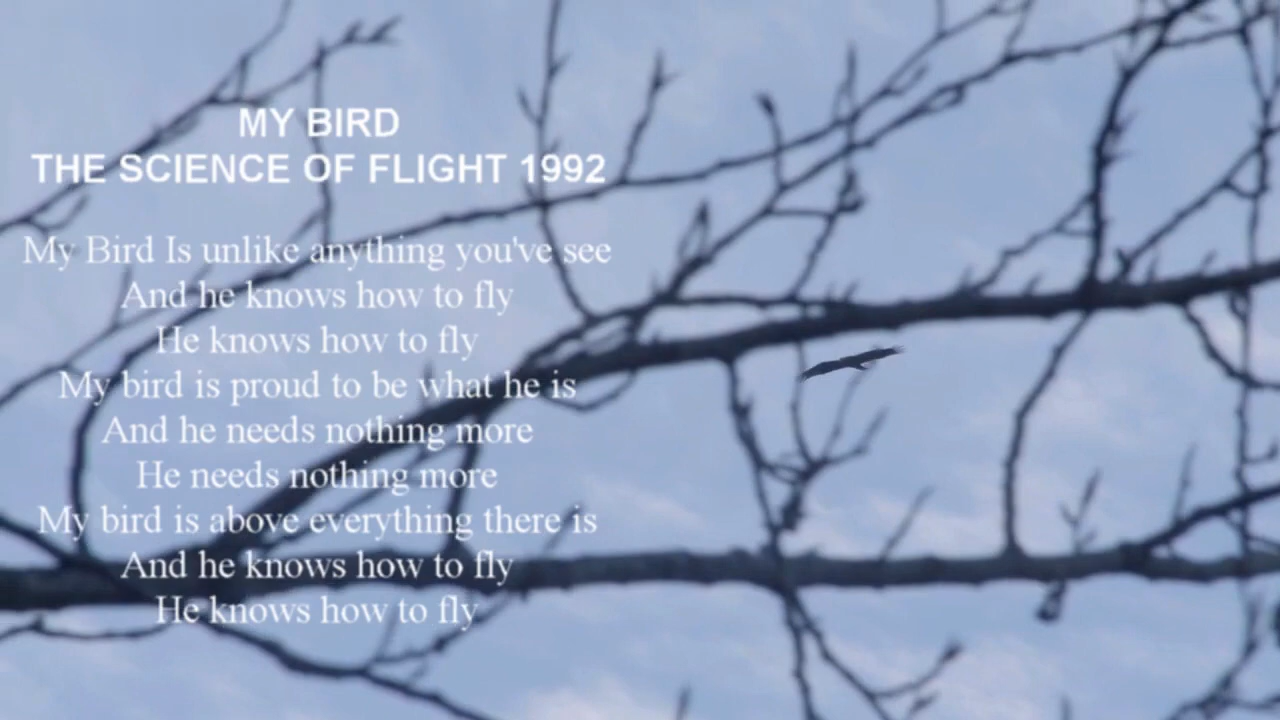 MY BIRD
THE SCIENCE OF FLIGHT 1992
My Bird Is unlike anything you've see
And he knows how to fly
He knows how to fly
My bird is proud to be what he is
And he needs nothing more
He needs nothing more
My bird is above everything there is
And he knows how to fly
He knows how to fly